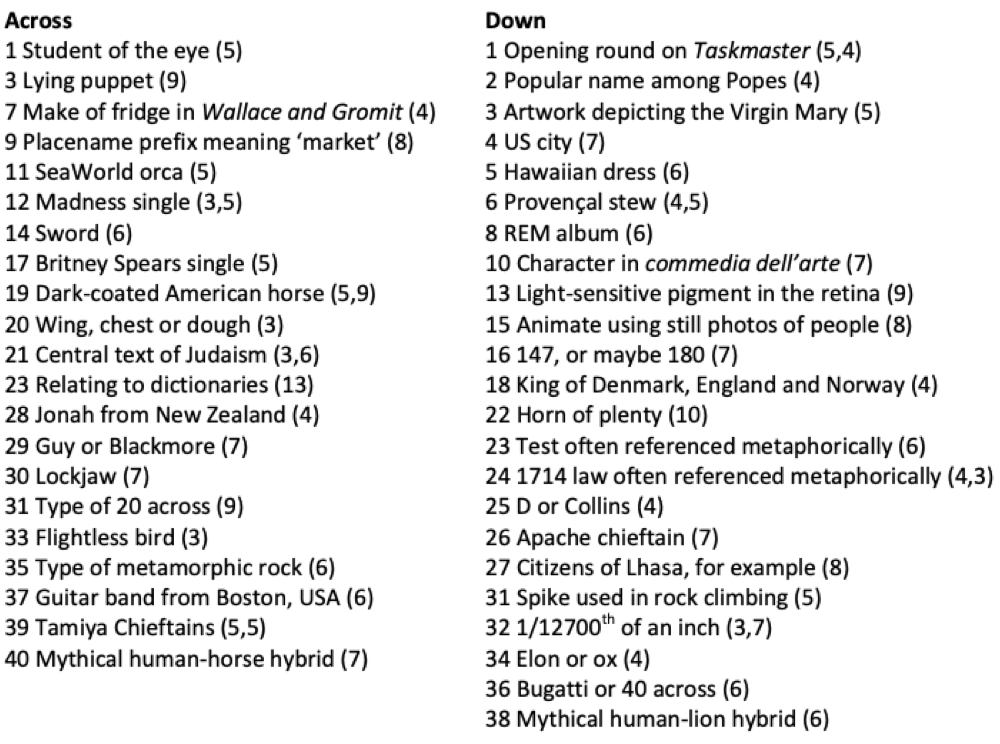 Across
1 Student of the eye (5)
3 Lying puppet (9)
7 Make of fridge in Wallace and Gromit (4)
9 Placename prefix meaning ‘market’ (8)
11 SeaWorld orca (5)
12 Madness single (3,5)
14 Sword (6)
17 Britney Spears single (5)
19 Dark-coated American horse (5,9)
20 Wing, chest or dough (3)
21 Central text of Judaism (3,6)
23 Relating to dictionaries (13)
28 Jonah from New Zealand (4)
29 Guy or Blackmore (7)
30 Lockjaw (7)
31 Type of 20 across (9)
33 Flightless bird (3)
35 Type of metamorphic rock (6)
37 Guitar band from Boston, USA (6)
39 Tamiya Chieftains (5,5)
40 Mythical human-horse hybrid (7)
Down
1 Opening round on Taskmaster (5,4)
2 Popular name among Popes (4)
3 Artwork depicting the Virgin Mary (5)
4 US city (7)
5 Hawaiian dress (6)
6 Provençal stew (4,5)
8 REM album (6)
10 Character in commedia dell’arte (7)
13 Light-sensitive pigment in the retina (9)
15 Animate using still photos of people (8)
16 147, or maybe 180 (7)
18 King of Denmark, England and Norway (4)
22 Horn of plenty (10)
23 Test often referenced metaphorically (6)
24 1714 law often referenced metaphorically (4,3)
25 D or Collins (4)
26 Apache chieftain (7)
27 Citizens of Lhasa, for example (8)
31 Spike used in rock climbing (5)
32 1/12700th of an inch (3,7)
34 Elon or ox (4)
36 Bugatti or 40 across (6)
38 Mythical human-lion hybrid (6)